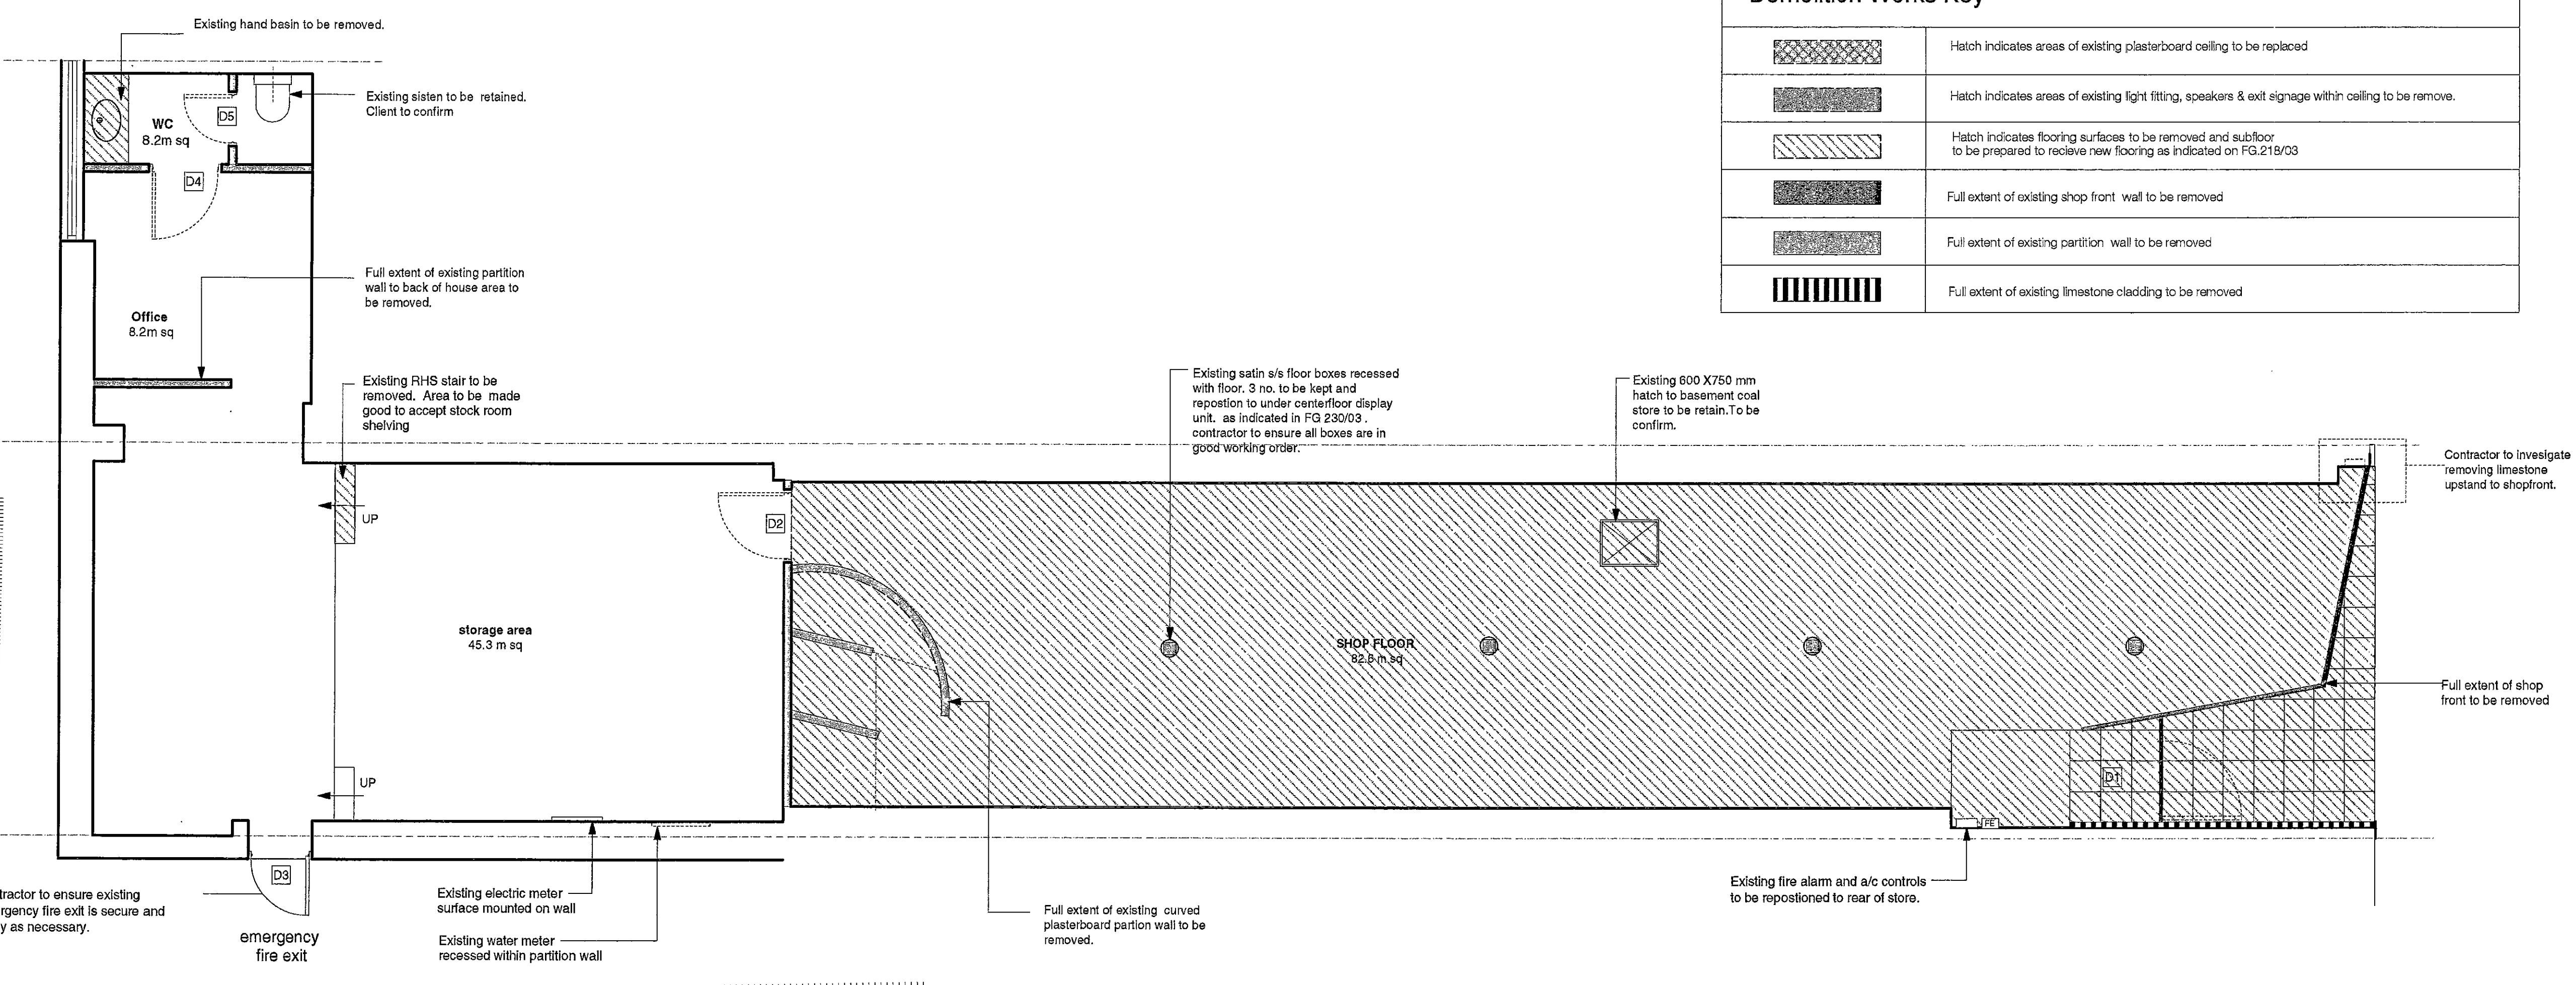 Demolition Works Key
Hatch indicates areas of existing plasterboard ceiling to be replaced
Hatch indicates areas of existing light fitting, speakers & exit signage within ceiling to be remove.
Hatch indicates flooring surfaces to be removed and subfloor
to be prepared to recieve new flooring as indicated on FG.218/03
Full extent of existing shop front wall to be removed
Full extent of existing partition wall to be removed
Full extent of existing limestone cladding to be removed
Existing hand basin to be removed.
Existing sisten to be retained.
Client to confirm
WC
8.2m sq
D5
D4
Full extent of existing partition
wall to back of house area to
be removed.
Office
8.2m sq
Existing RHS stair to be
removed. Area to be made
good to accept stock room
shelving
UP
storage area
45.3 m sq
UP
D2
Existing satin s/s floor boxes recessed
with floor. 3 no. to be kept and
repostion to under centerfloor display
unit. as indicated in FG 230/03 .
contractor to ensure all boxes are in
good working order.
Existing 600 X750 mm
hatch to basement coal
store to be retain.To be
confirm.
Contractor to invesigate
removing limestone
upstand to shopfront.
SHOP FLOOR
82.6 m sq
Full extent of shop
front to be removed
D1
FE
Existing fire alarm and a/c controls
to be repostioned to rear of store.
Full extent of existing curved
plasterboard partion wall to be
removed.
Existing electric meter
surface mounted on wall
Existing water meter
recessed within partition wall
D3
emergency
fire exit
tractor to ensure existing
rgency fire exit is secure and
y as necessary.